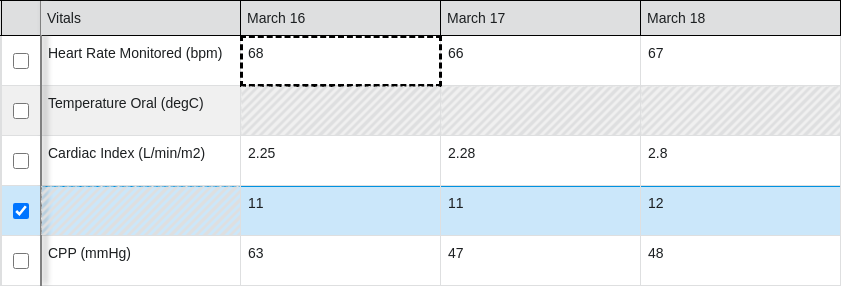 Vitals March 16 March 17 March 18
Heart Rate Monitored (bpm) 68 66 67
Temperature Oral (degC)
Cardiac Index (L/min/m2) 2.25 2.28 2.8
11 11 12
CPP (mmHg) 63 47 48